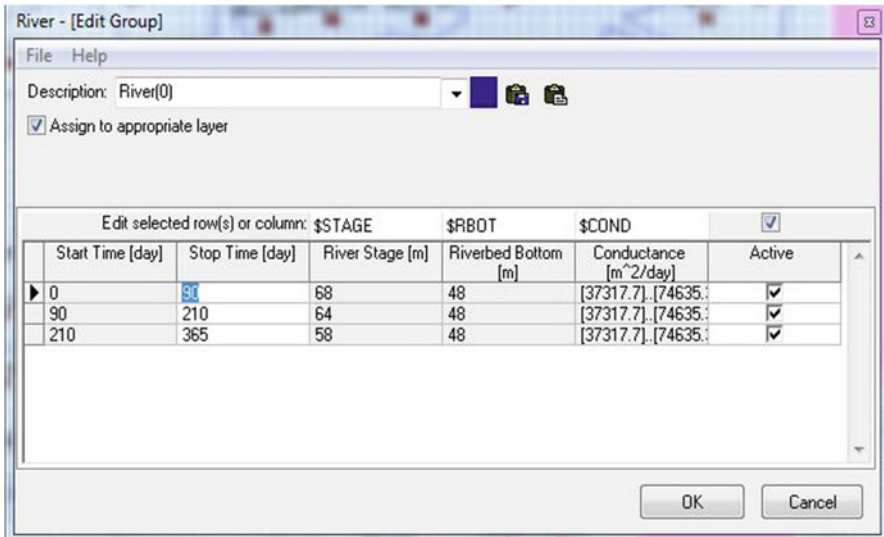 River - [Edit Group]
File Help
Description: River(0)
Assign to appropriate layer
Edit selected row(s) or column: $STAGE $RBOT $COND
Start Time [day] Stop Time [day] River Stage [m] Riverbed Bottom [m] Conductance [m^2/day] Active
0 90 68 48 [37317.7]..[74635.
90 210 64 48 [37317.7]..[74635.
210 365 58 48 [37317.7]..[74635.
OK Cancel